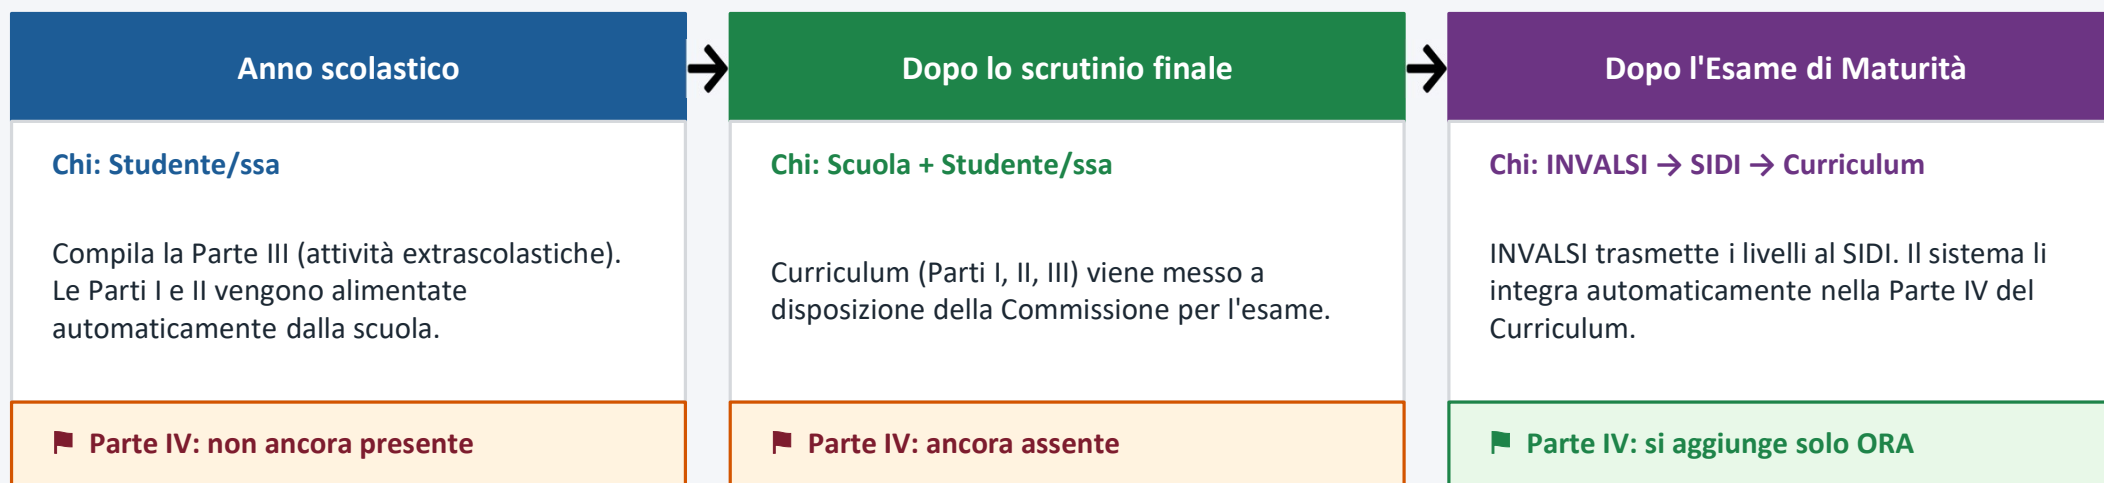 Anno scolastico
Chi: Studente/ssa
Compila la Parte III (attività extrascolastiche).
Le Parti I e II vengono alimentate
automaticamente dalla scuola.
Parte IV: non ancora presente
Dopo lo scrutinio finale
Chi: Scuola + Studente/ssa
Curriculum (Parti I, II, III) viene messo a
disposizione della Commissione per l'esame.
Parte IV: ancora assente
Dopo l'Esame di Maturità
Chi: INVALSI → SIDI → Curriculum
INVALSI trasmette i livelli al SIDI. Il sistema li
integra automaticamente nella Parte IV del
Curriculum.
Parte IV: si aggiunge solo ORA